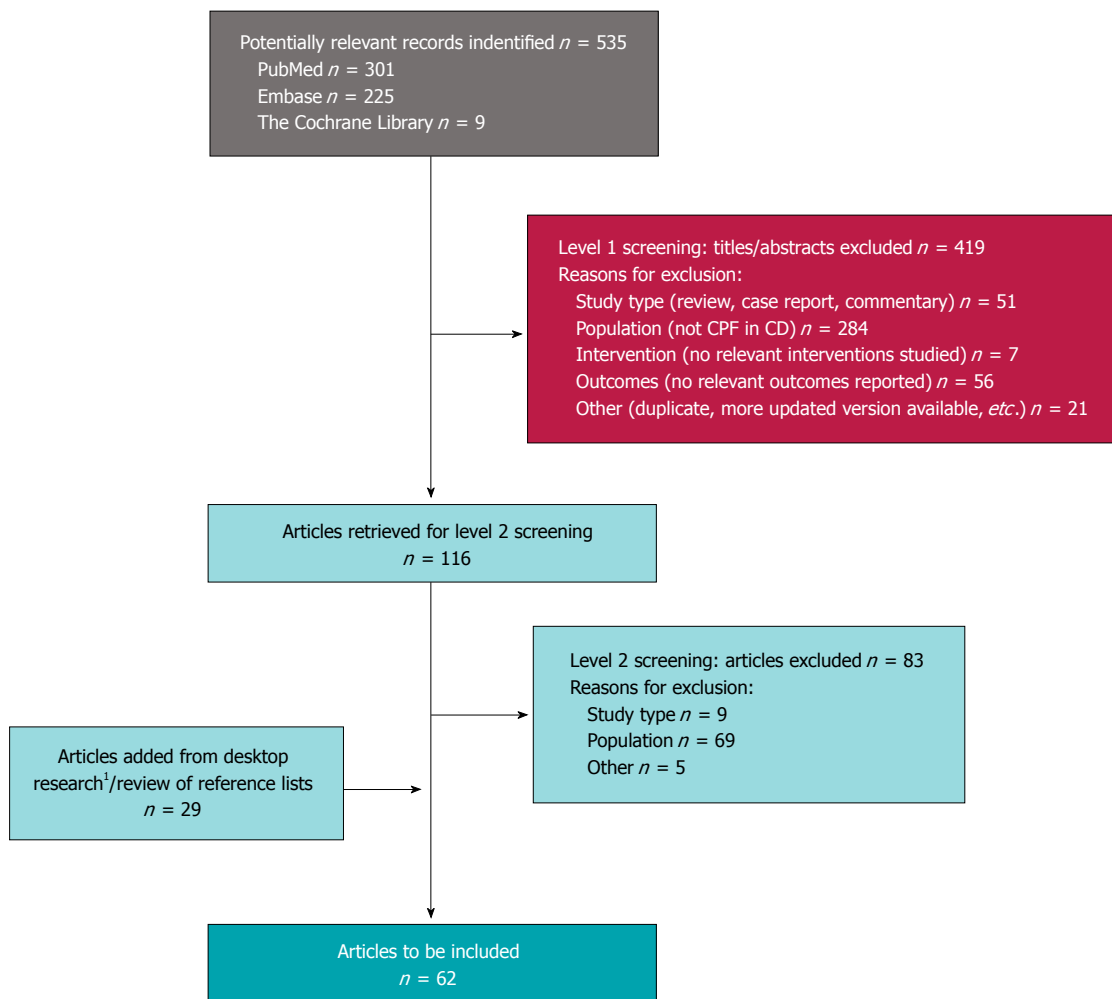 Potentially relevant records indentified n = 535
PubMed n = 301
Embase n = 225
The Cochrane Library n = 9
Level 1 screening: titles/abstracts excluded n = 419
Reasons for exclusion:
Study type (review, case report, commentary) n = 51
Population (not CPF in CD) n = 284
Intervention (no relevant interventions studied) n = 7
Outcomes (no relevant outcomes reported) n = 56
Other (duplicate, more updated version available, etc.) n = 21
Articles retrieved for level 2 screening
n = 116
Level 2 screening: articles excluded n = 83
Reasons for exclusion:
Study type n = 9
Population n = 69
Other n = 5
Articles added from desktop
research¹/review of reference lists
n = 29
Articles to be included
n = 62